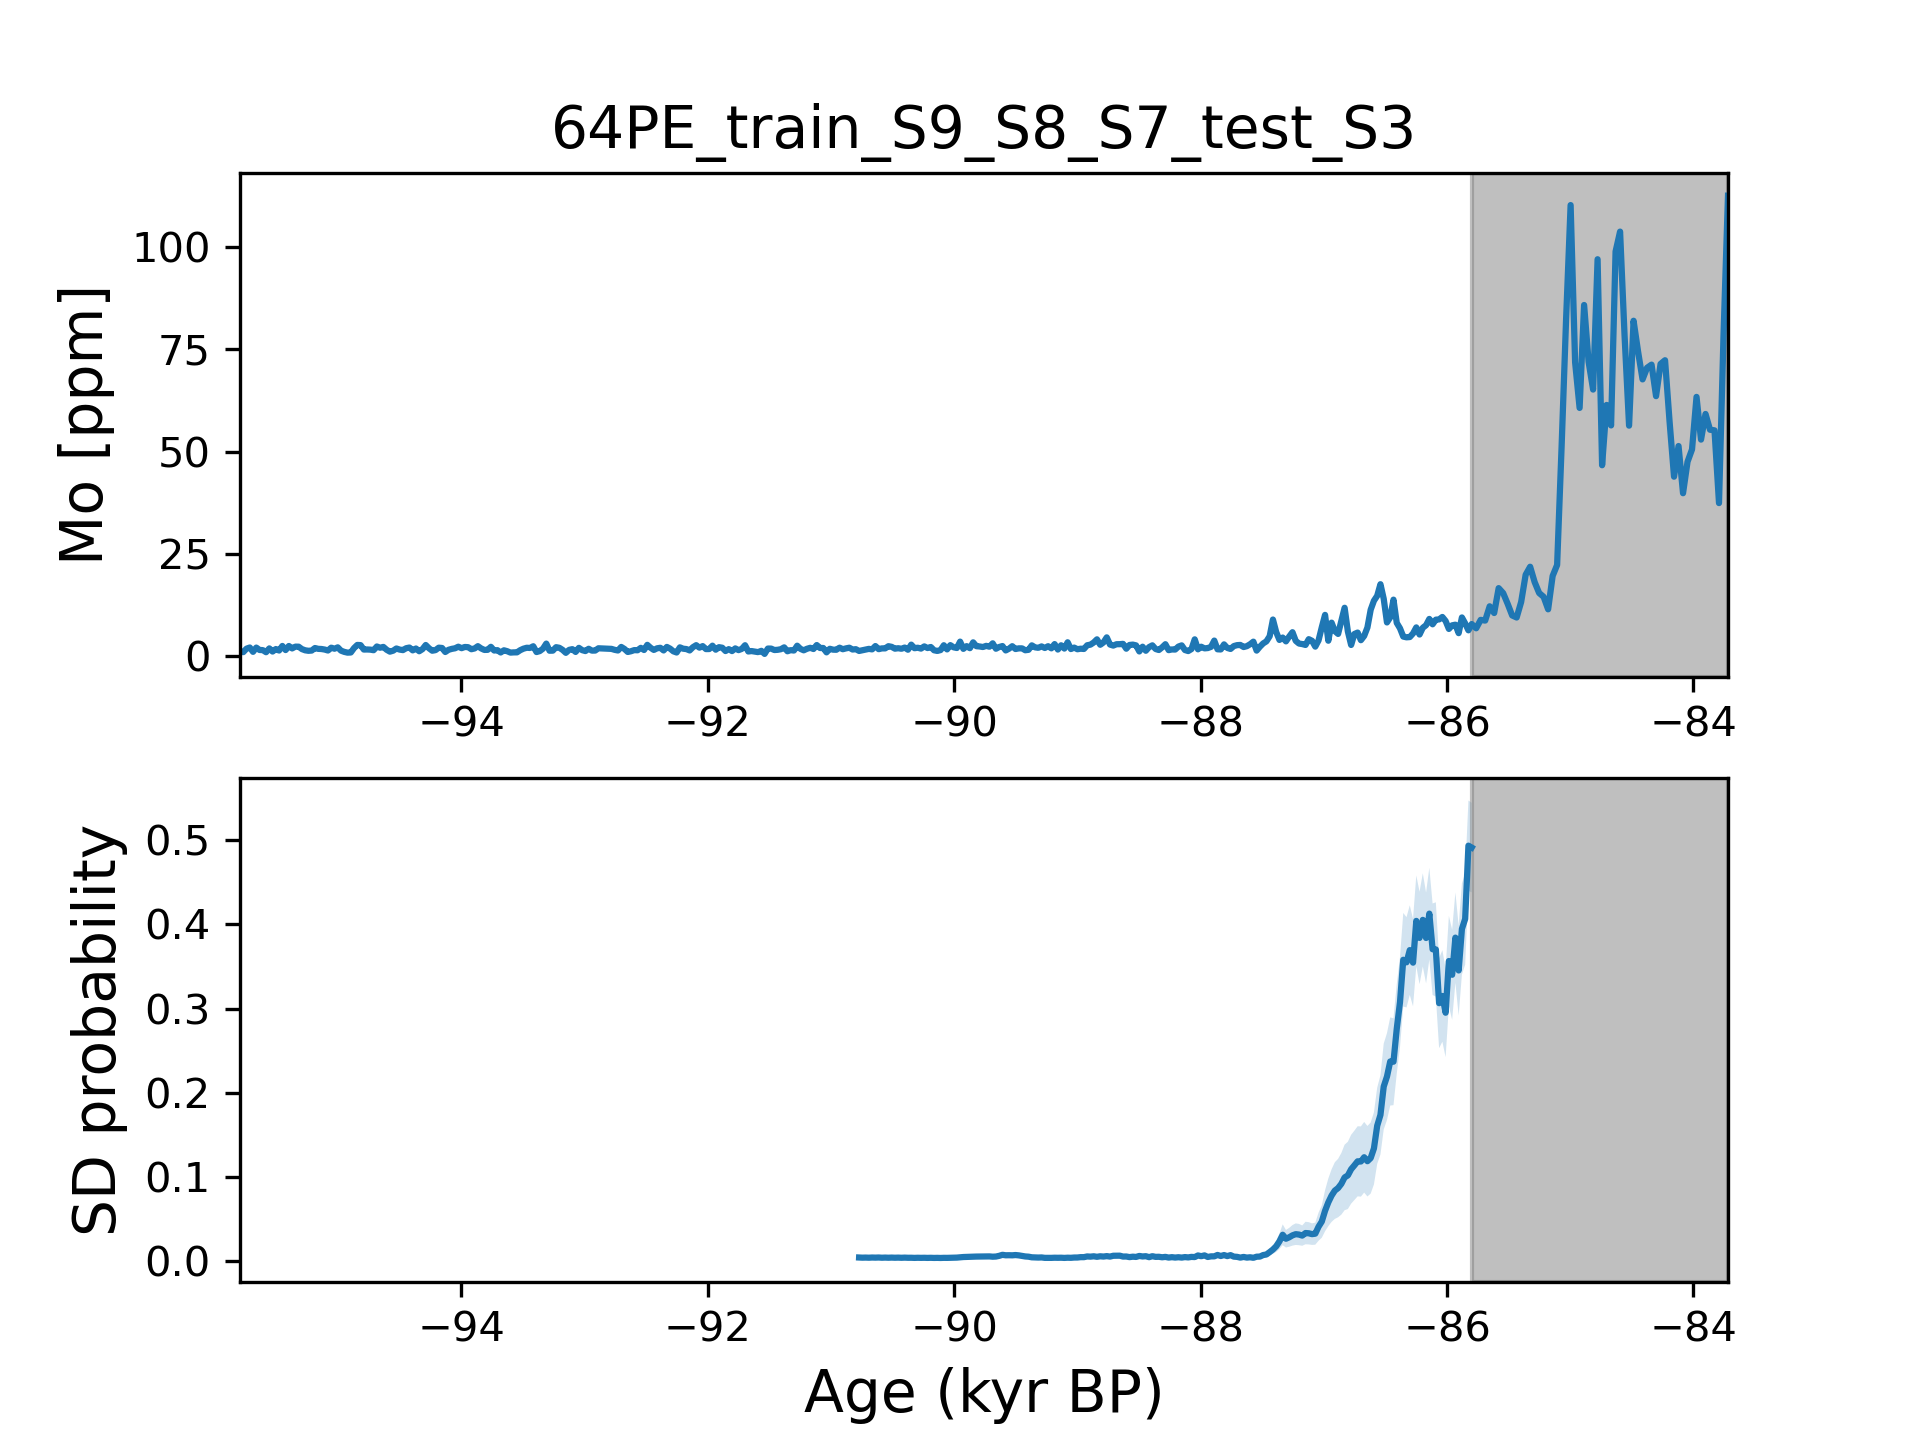 64PE_train_S9_S8_S7_test_S3
Mo [ppm]
100
75
50
25
0
−94 −92 −90 −88 −86 −84
SD probability
0.5
0.4
0.3
0.2
0.1
0.0
−94 −92 −90 −88 −86 −84
Age (kyr BP)